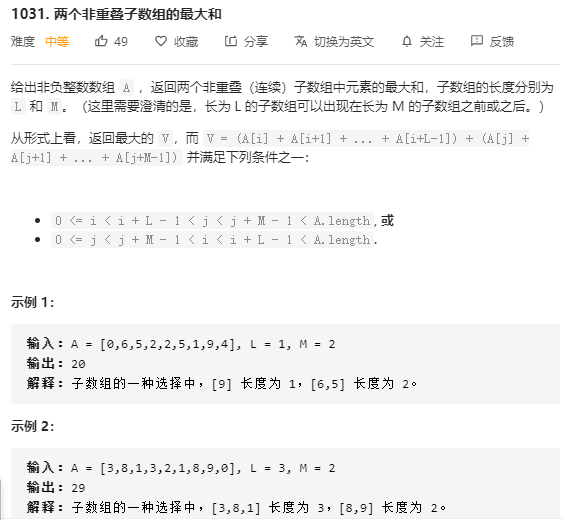 1031. 两个非重叠子数组的最大和
难度 中等 49 收藏 分享 切换为英文 关注 反馈
给出非负整数数组 A ，返回两个非重叠（连续）子数组中元素的最大和，子数组的长度分别为
L 和 M。（这里需要澄清的是，长为 L 的子数组可以出现在长为 M 的子数组之前或之后。）
从形式上看，返回最大的 V，而 V = (A[i] + A[i+1] + ... + A[i+L-1]) + (A[j] +
A[j+1] + ... + A[j+M-1]) 并满足下列条件之一：
• 0 <= i < i + L - 1 < j < j + M - 1 < A.length, 或
• 0 <= j < j + M - 1 < i < i + L - 1 < A.length.
示例 1：
输入：A = [0,6,5,2,2,5,1,9,4], L = 1, M = 2
输出：20
解释：子数组的一种选择中，[9] 长度为 1，[6,5] 长度为 2。
示例 2：
输入：A = [3,8,1,3,2,1,8,9,0], L = 3, M = 2
输出：29
解释：子数组的一种选择中，[3,8,1] 长度为 3，[8,9] 长度为 2。